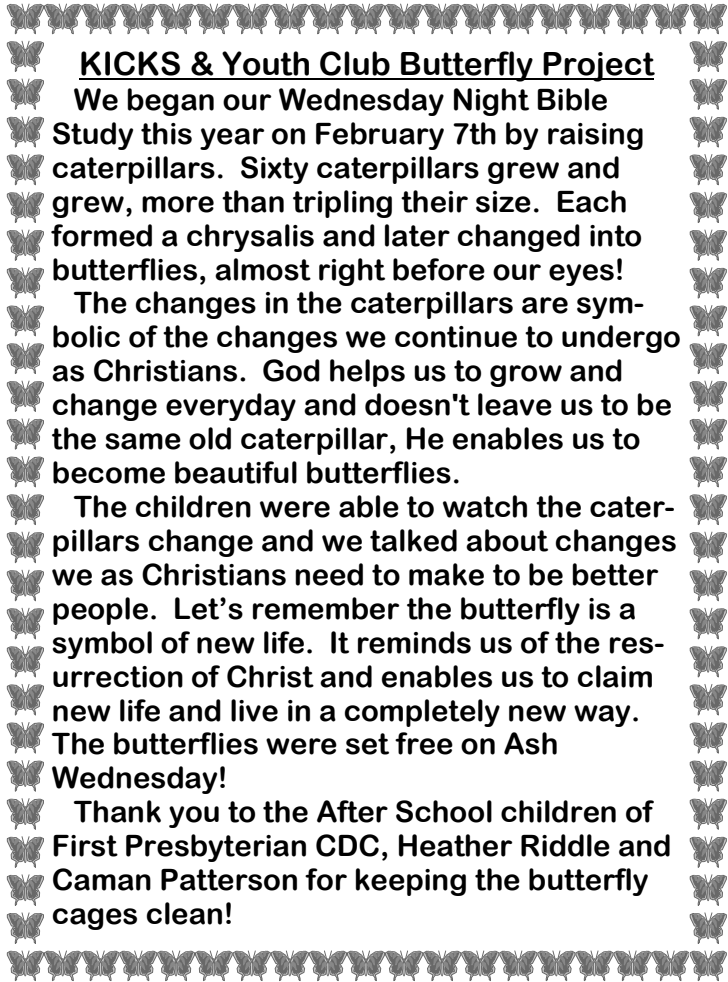 KICKS & Youth Club Butterfly Project
We began our Wednesday Night Bible
Study this year on February 7th by raising
caterpillars.  Sixty caterpillars grew and
grew, more than tripling their size.  Each
formed a chrysalis and later changed into
butterflies, almost right before our eyes!
The changes in the caterpillars are sym-
bolic of the changes we continue to undergo
as Christians.  God helps us to grow and
change everyday and doesn't leave us to be
the same old caterpillar, He enables us to
become beautiful butterflies.
The children were able to watch the cater-
pillars change and we talked about changes
we as Christians need to make to be better
people.  Let’s remember the butterfly is a
symbol of new life.  It reminds us of the res-
urrection of Christ and enables us to claim
new life and live in a completely new way.
The butterflies were set free on Ash
Wednesday!
Thank you to the After School children of
First Presbyterian CDC, Heather Riddle and
Caman Patterson for keeping the butterfly
cages clean!